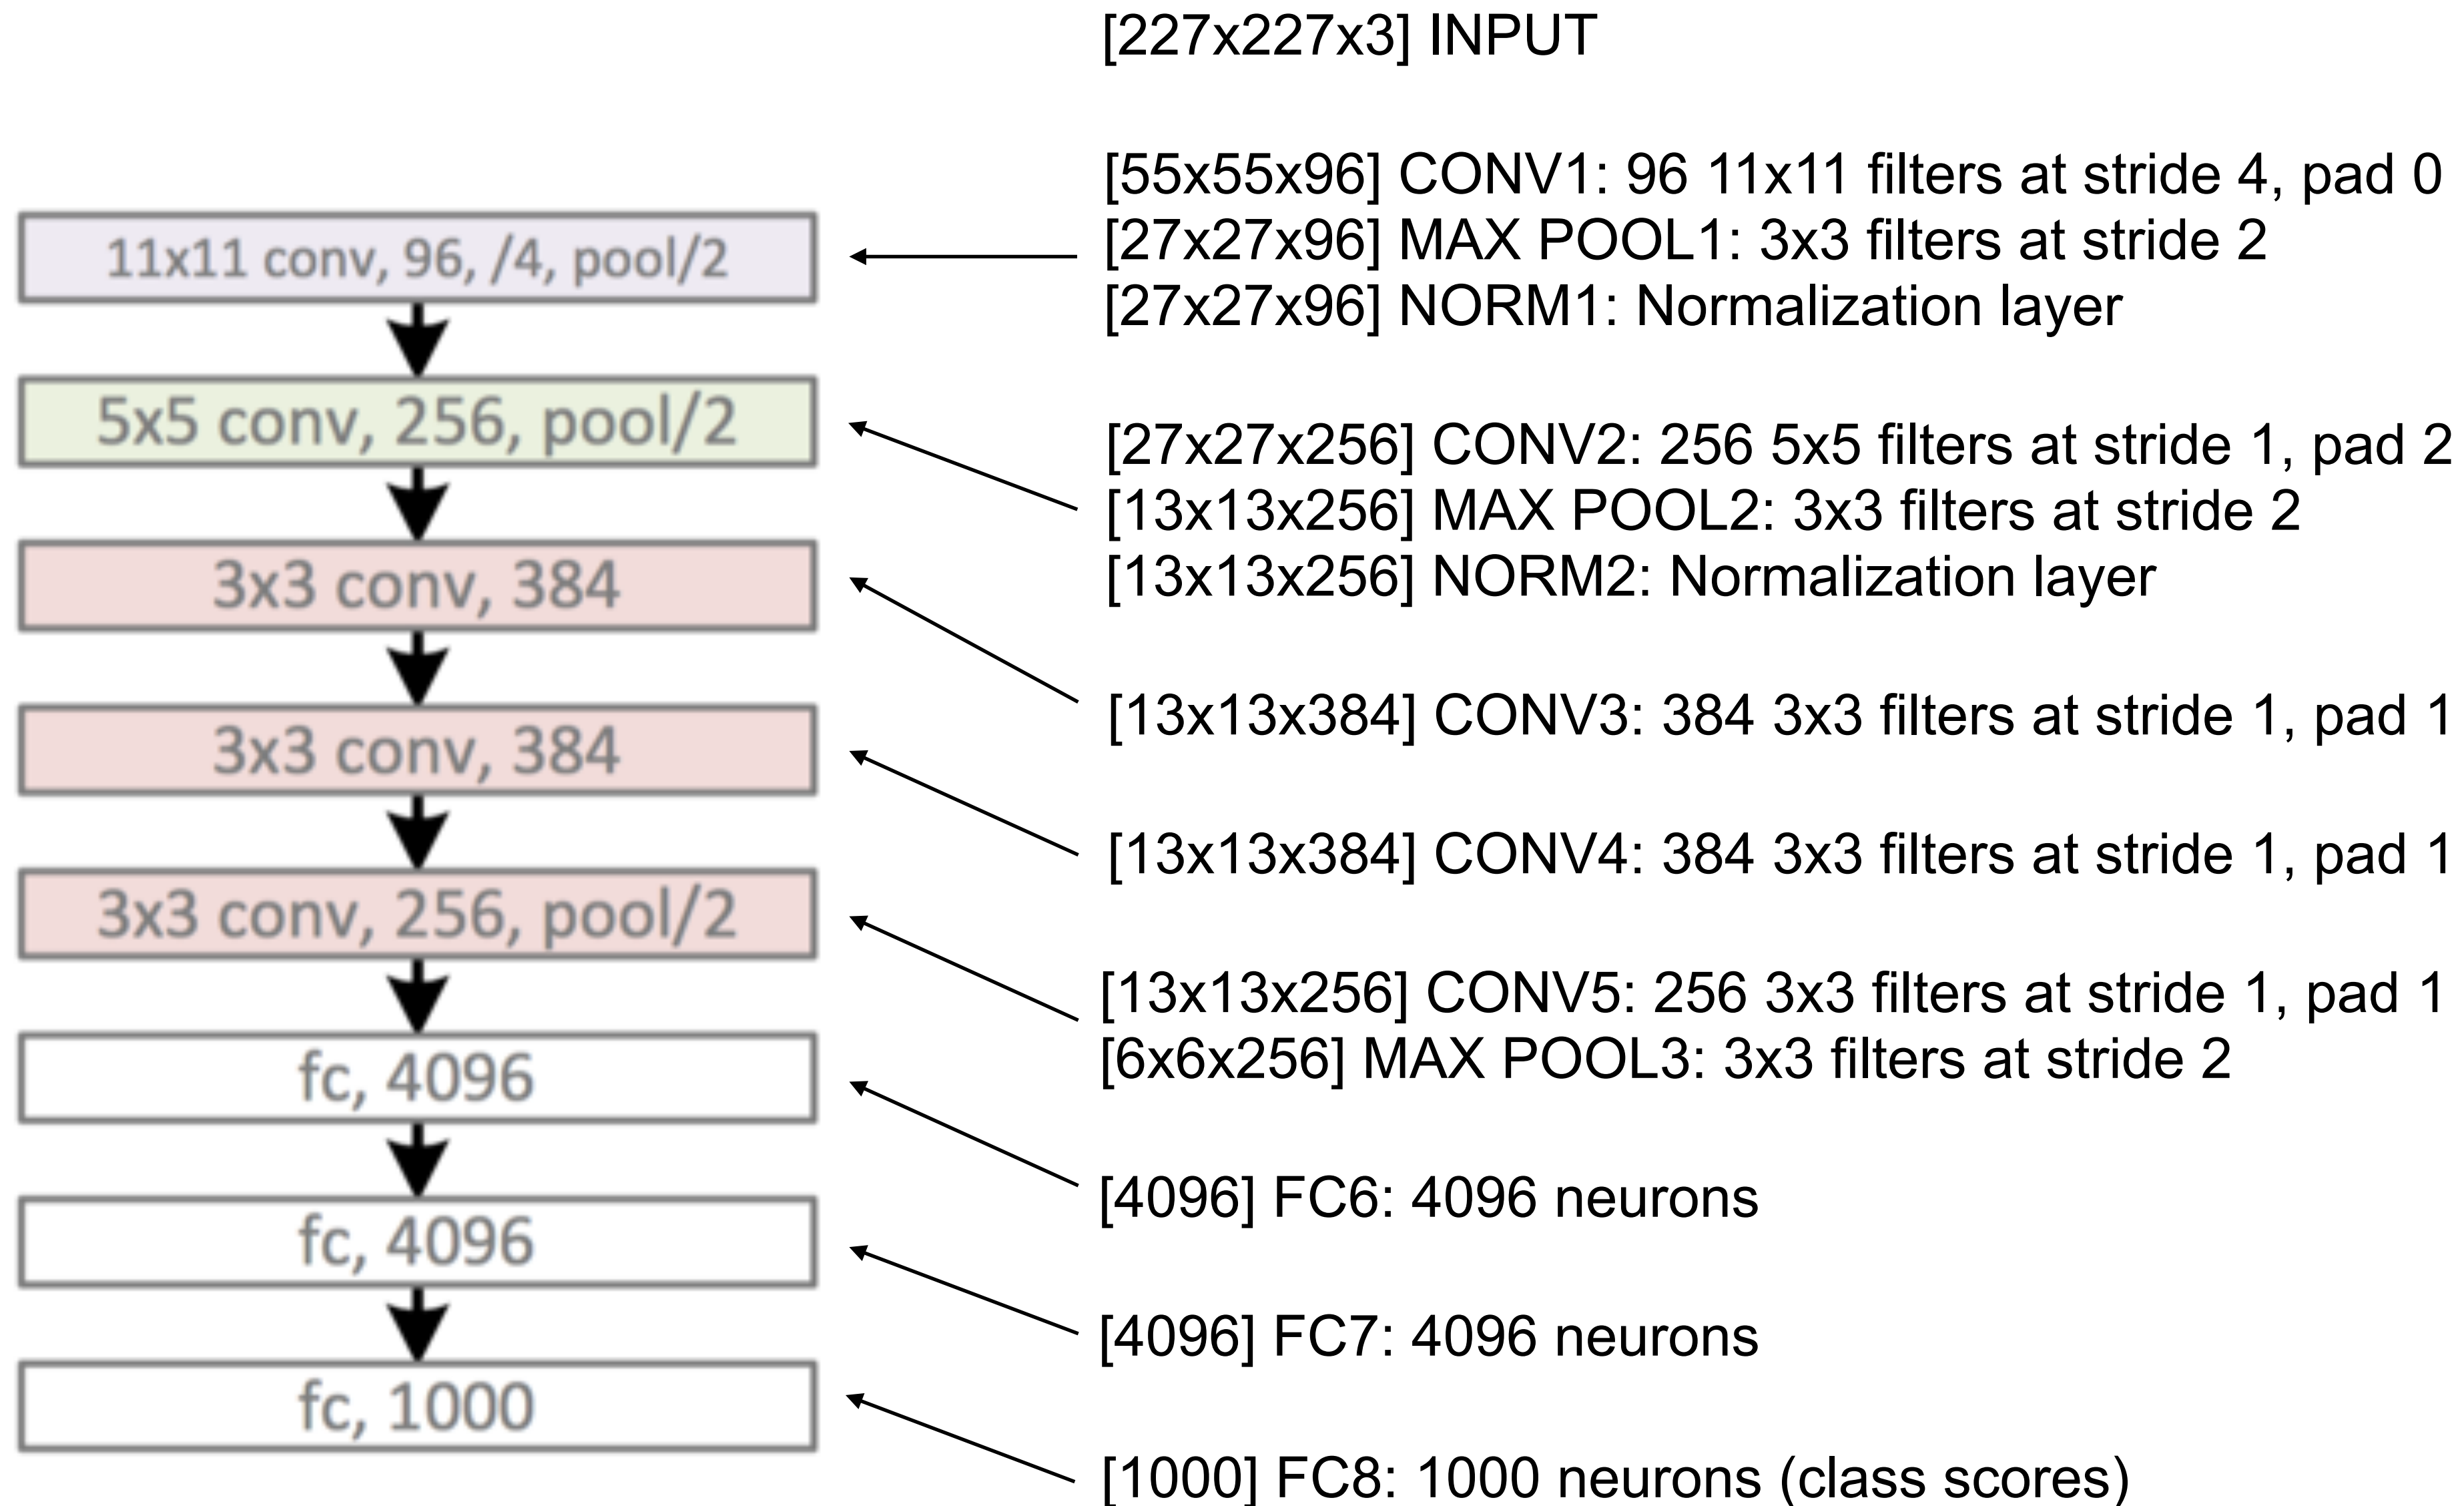 [227x227x3] INPUT
[55x55x96] CONV1: 96 11x11 filters at stride 4, pad 0
[27x27x96] MAX POOL1: 3x3 filters at stride 2
[27x27x96] NORM1: Normalization layer
[27x27x256] CONV2: 256 5x5 filters at stride 1, pad 2
[13x13x256] MAX POOL2: 3x3 filters at stride 2
[13x13x256] NORM2: Normalization layer
[13x13x384] CONV3: 384 3x3 filters at stride 1, pad 1
[13x13x384] CONV4: 384 3x3 filters at stride 1, pad 1
[13x13x256] CONV5: 256 3x3 filters at stride 1, pad 1
[6x6x256] MAX POOL3: 3x3 filters at stride 2
[4096] FC6: 4096 neurons
[4096] FC7: 4096 neurons
[1000] FC8: 1000 neurons (class scores)
11x11 conv, 96, /4, pool/2
5x5 conv, 256, pool/2
3x3 conv, 384
3x3 conv, 384
3x3 conv, 256, pool/2
fc, 4096
fc, 4096
fc, 1000